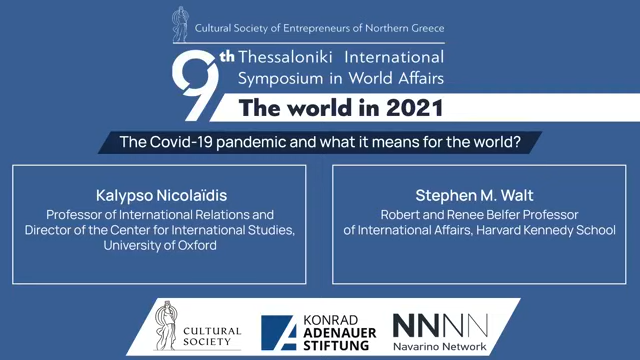 Cultural Society of Entrepreneurs of Northern Greece
9th Thessaloniki International
Symposium in World Affairs
The world in 2021
The Covid-19 pandemic and what it means for the world?
Kalypso Nicolaïdis
Professor of International Relations and
Director of the Center for International Studies,
University of Oxford
Stephen M. Walt
Robert and Renee Belfer Professor
of International Affairs, Harvard Kennedy School
CULTURAL
SOCIETY
KONRAD
ADENAUER
STIFTUNG
NNNN
Navarino Network